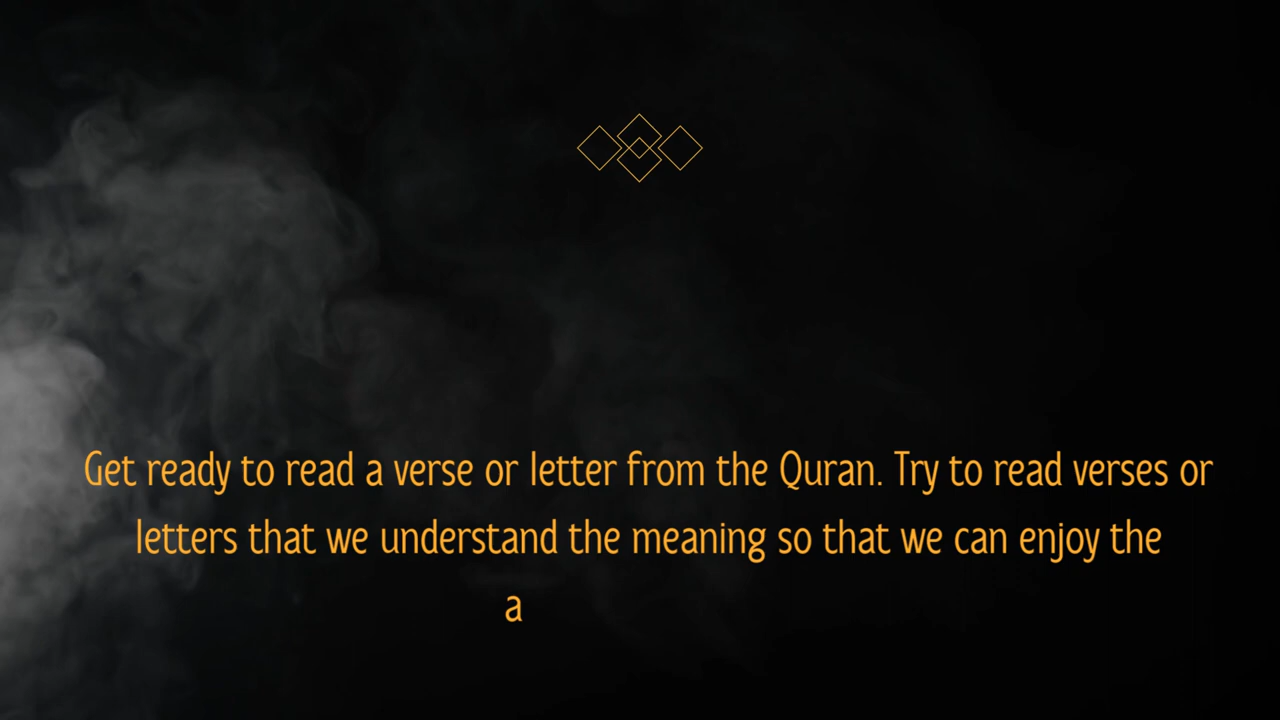 Get ready to read a verse or letter from the Quran. Try to read verses or
letters that we understand the meaning so that we can enjoy the
a